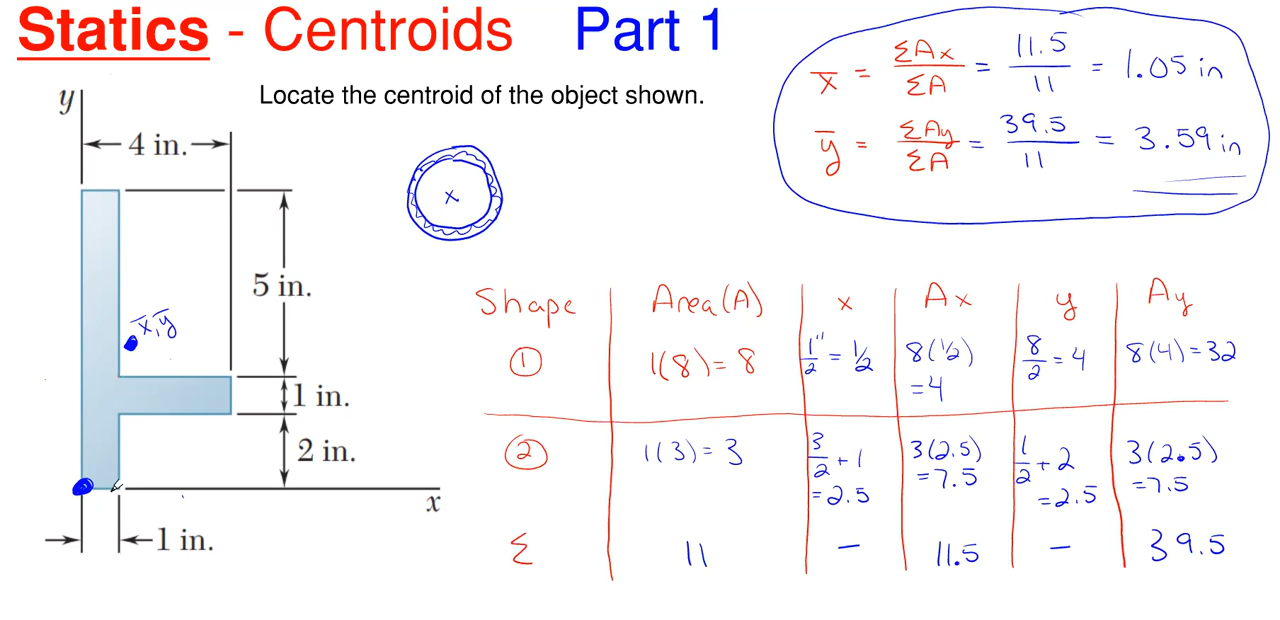 Statics - Centroids Part 1
Locate the centroid of the object shown.
x̅ = ΣAx/ΣA = 11.5/11 = 1.05 in
y̅ = ΣAy/ΣA = 39.5/11 = 3.59 in
y
4 in.
5 in.
x̅, y̅
1 in.
2 in.
x
1 in.
x
Shape Area(A) x Ax y Ay
① 1(8) = 8 1"/2 = 1/2 8(1/2) 8/2 = 4 8(4) = 32
= 4
② 1(3) = 3 3/2 + 1 3(2.5) 1/2 + 2 3(2.5)
= 2.5 = 7.5 = 2.5 = 7.5
Σ 11 – 11.5 – 39.5